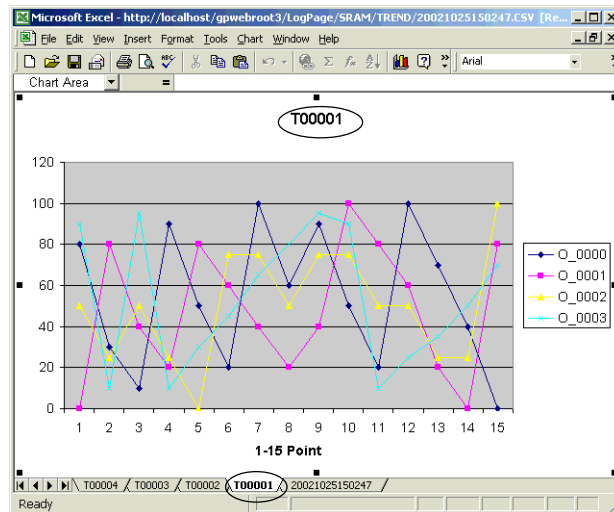 Microsoft Excel - http://localhost/gpwebroot3/LogPage/SRAM/TREND/20021025150247.CSV [Re...
File Edit View Insert Format Tools Chart Window Help
Arial
Chart Area =
T00001
120
100
80
60
40
20
0
1 2 3 4 5 6 7 8 9 10 11 12 13 14 15
1-15 Point
O_0000
O_0001
O_0002
O_0003
T00004 T00003 T00002 T00001 20021025150247
Ready